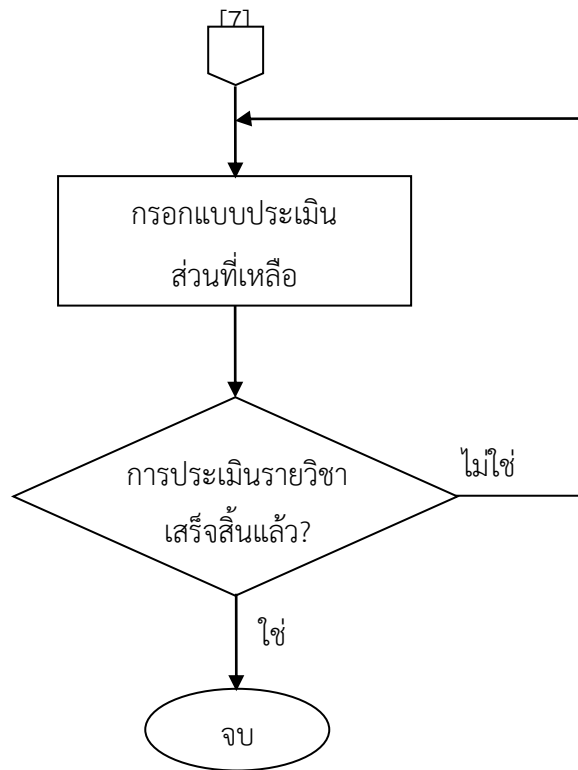 [7]
กรอกแบบประเมิน
ส่วนที่เหลือ
การประเมินรายวิชา
เสร็จสิ้นแล้ว?
ไม่ใช่
ใช่
จบ